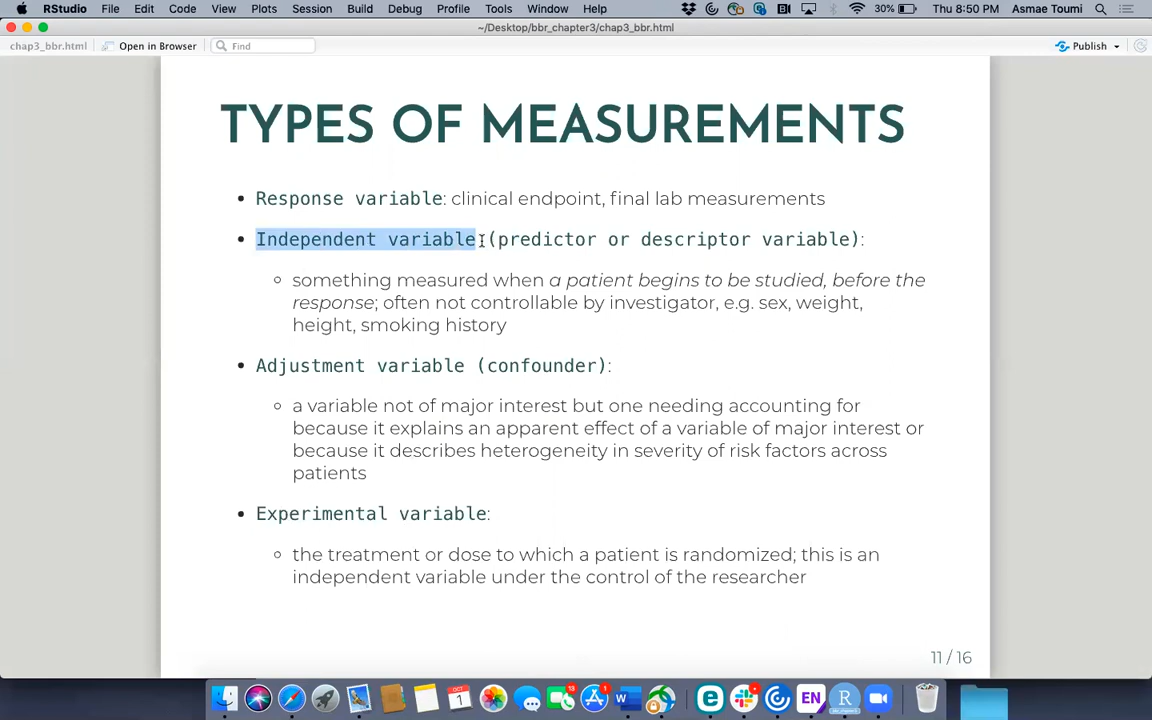 RStudio File Edit Code View Plots Session Build Debug Profile Tools Window Help 30% Thu 8:50 PM Asmae Toumi
~/Desktop/bbr_chapter3/chap3_bbr.html
chap3_bbr.html Open in Browser Find Publish
TYPES OF MEASUREMENTS
• Response variable: clinical endpoint, final lab measurements
• Independent variable (predictor or descriptor variable):
◦ something measured when a patient begins to be studied, before the
response; often not controllable by investigator, e.g. sex, weight,
height, smoking history
• Adjustment variable (confounder):
◦ a variable not of major interest but one needing accounting for
because it explains an apparent effect of a variable of major interest or
because it describes heterogeneity in severity of risk factors across
patients
• Experimental variable:
◦ the treatment or dose to which a patient is randomized; this is an
independent variable under the control of the researcher
11 / 16
OCT
1
EN
R